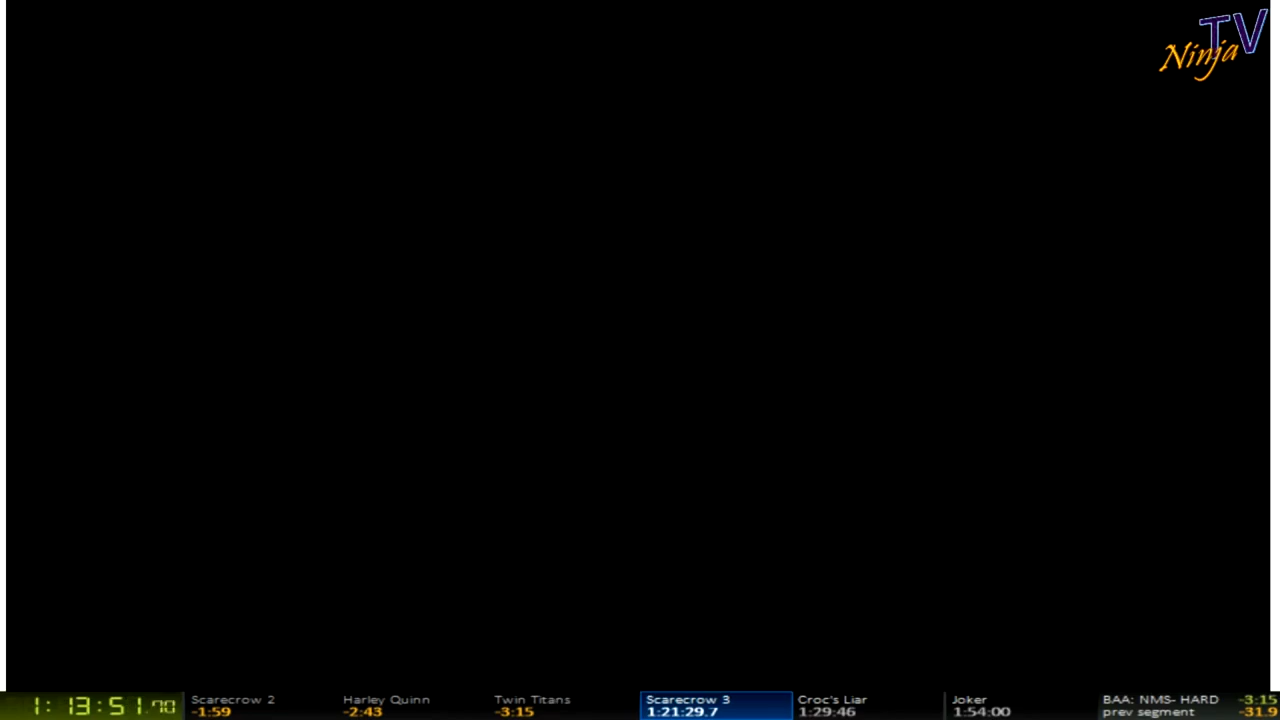 TV
Ninja
1:13:51.70
Scarecrow 2
-1:59
Harley Quinn
-2:43
Twin Titans
-3:15
Scarecrow 3
1:21:29.7
Croc's Liar
1:29:46
Joker
1:54:00
BAA: NMS- HARD -3:15
prev segment -31.9